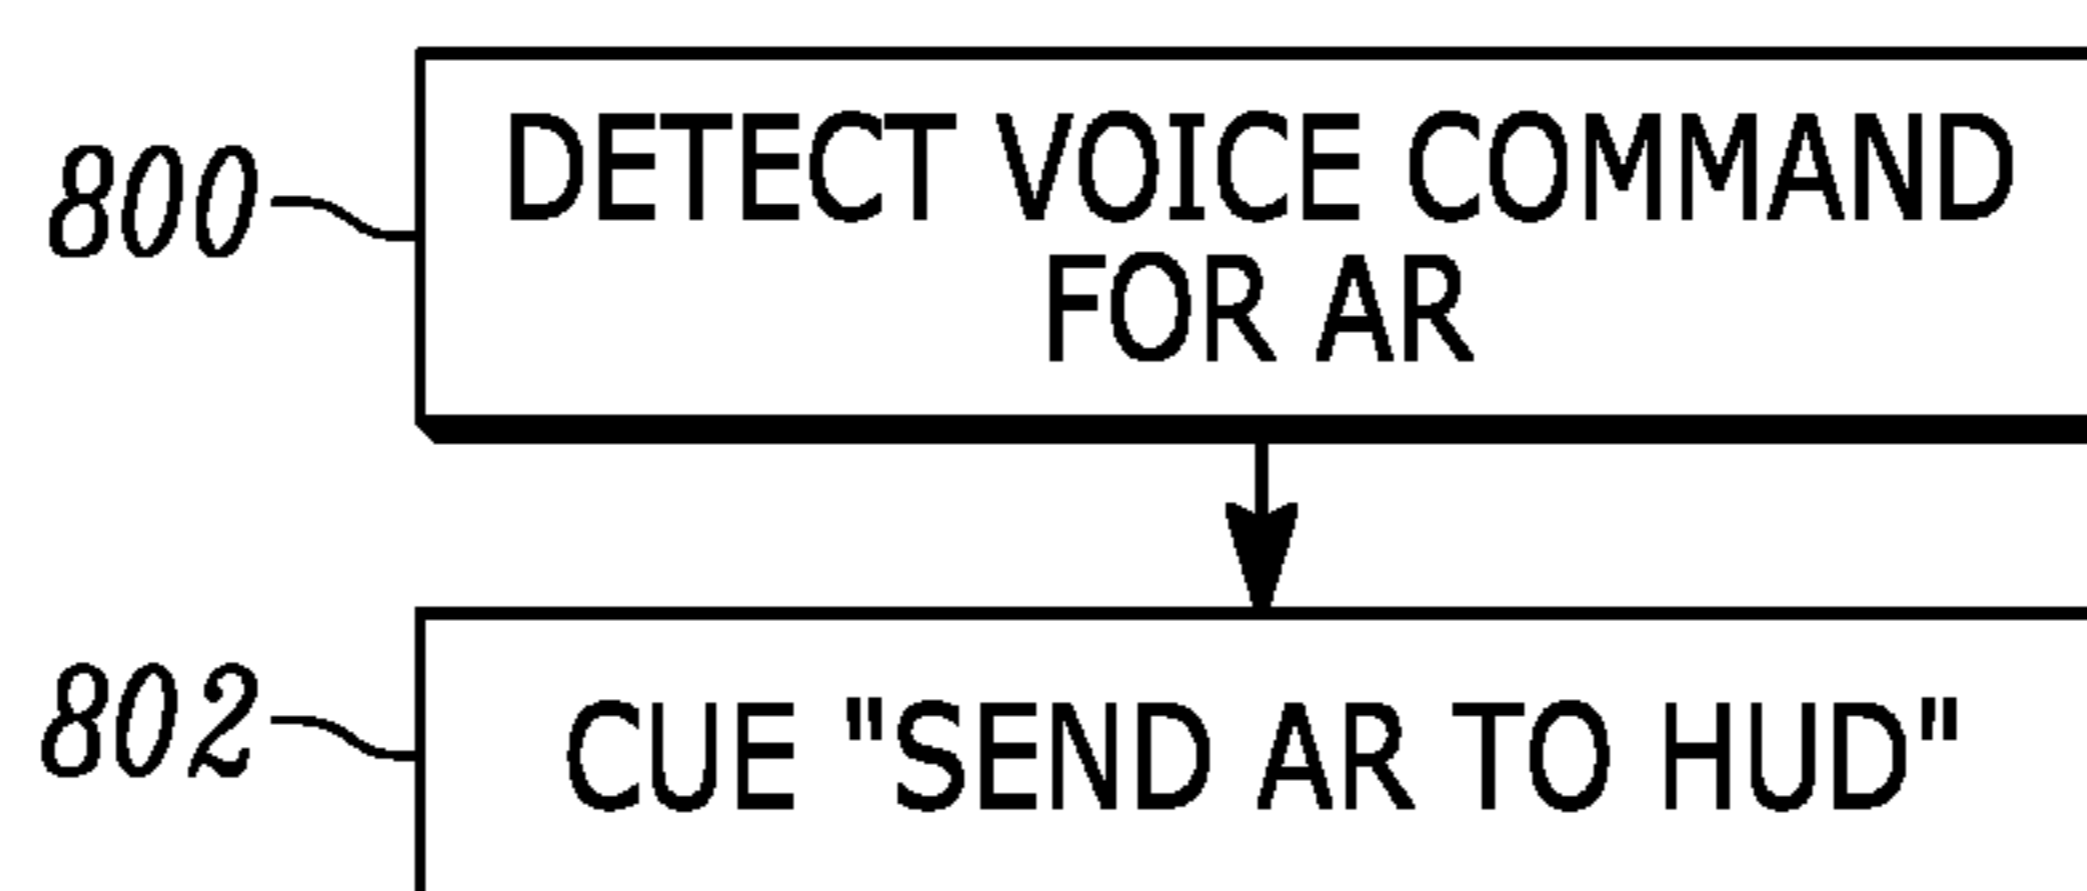 800
DETECT VOICE COMMAND
FOR AR
802
CUE "SEND AR TO HUD"